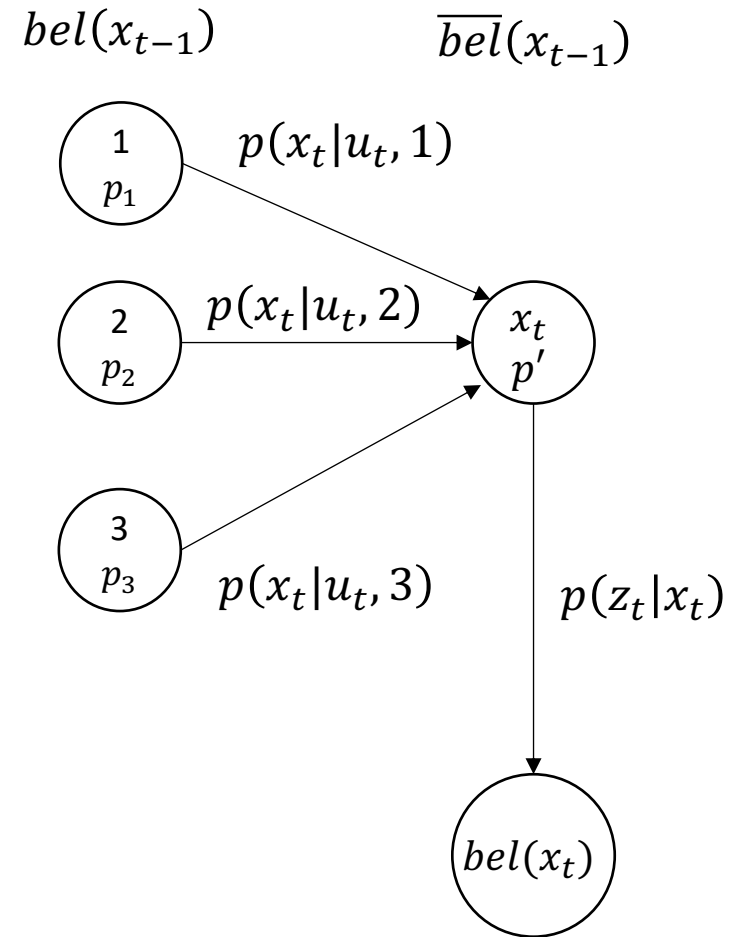 $bel(x_{t-1})$
$\overline{bel}(x_{t-1})$
1
$p_1$
$p(x_t|u_t, 1)$
2
$p_2$
$p(x_t|u_t, 2)$
$x_t$
$p'$
3
$p_3$
$p(x_t|u_t, 3)$
$p(z_t|x_t)$
$bel(x_t)$